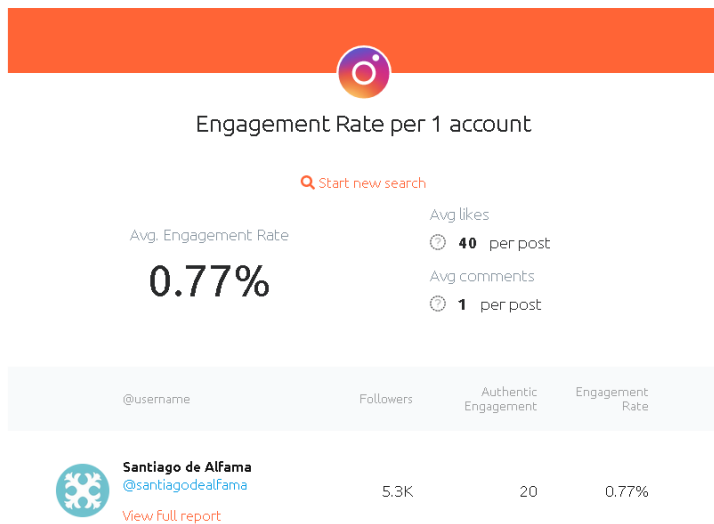 Engagement Rate per 1 account
Start new search
Avg. Engagement Rate
0.77%
Avg likes
? 40 per post
Avg comments
? 1 per post
@username
Followers
Authentic
Engagement
Engagement
Rate
Santiago de Alfama
@santiagodealfama
View full report
5.3K
20
0.77%